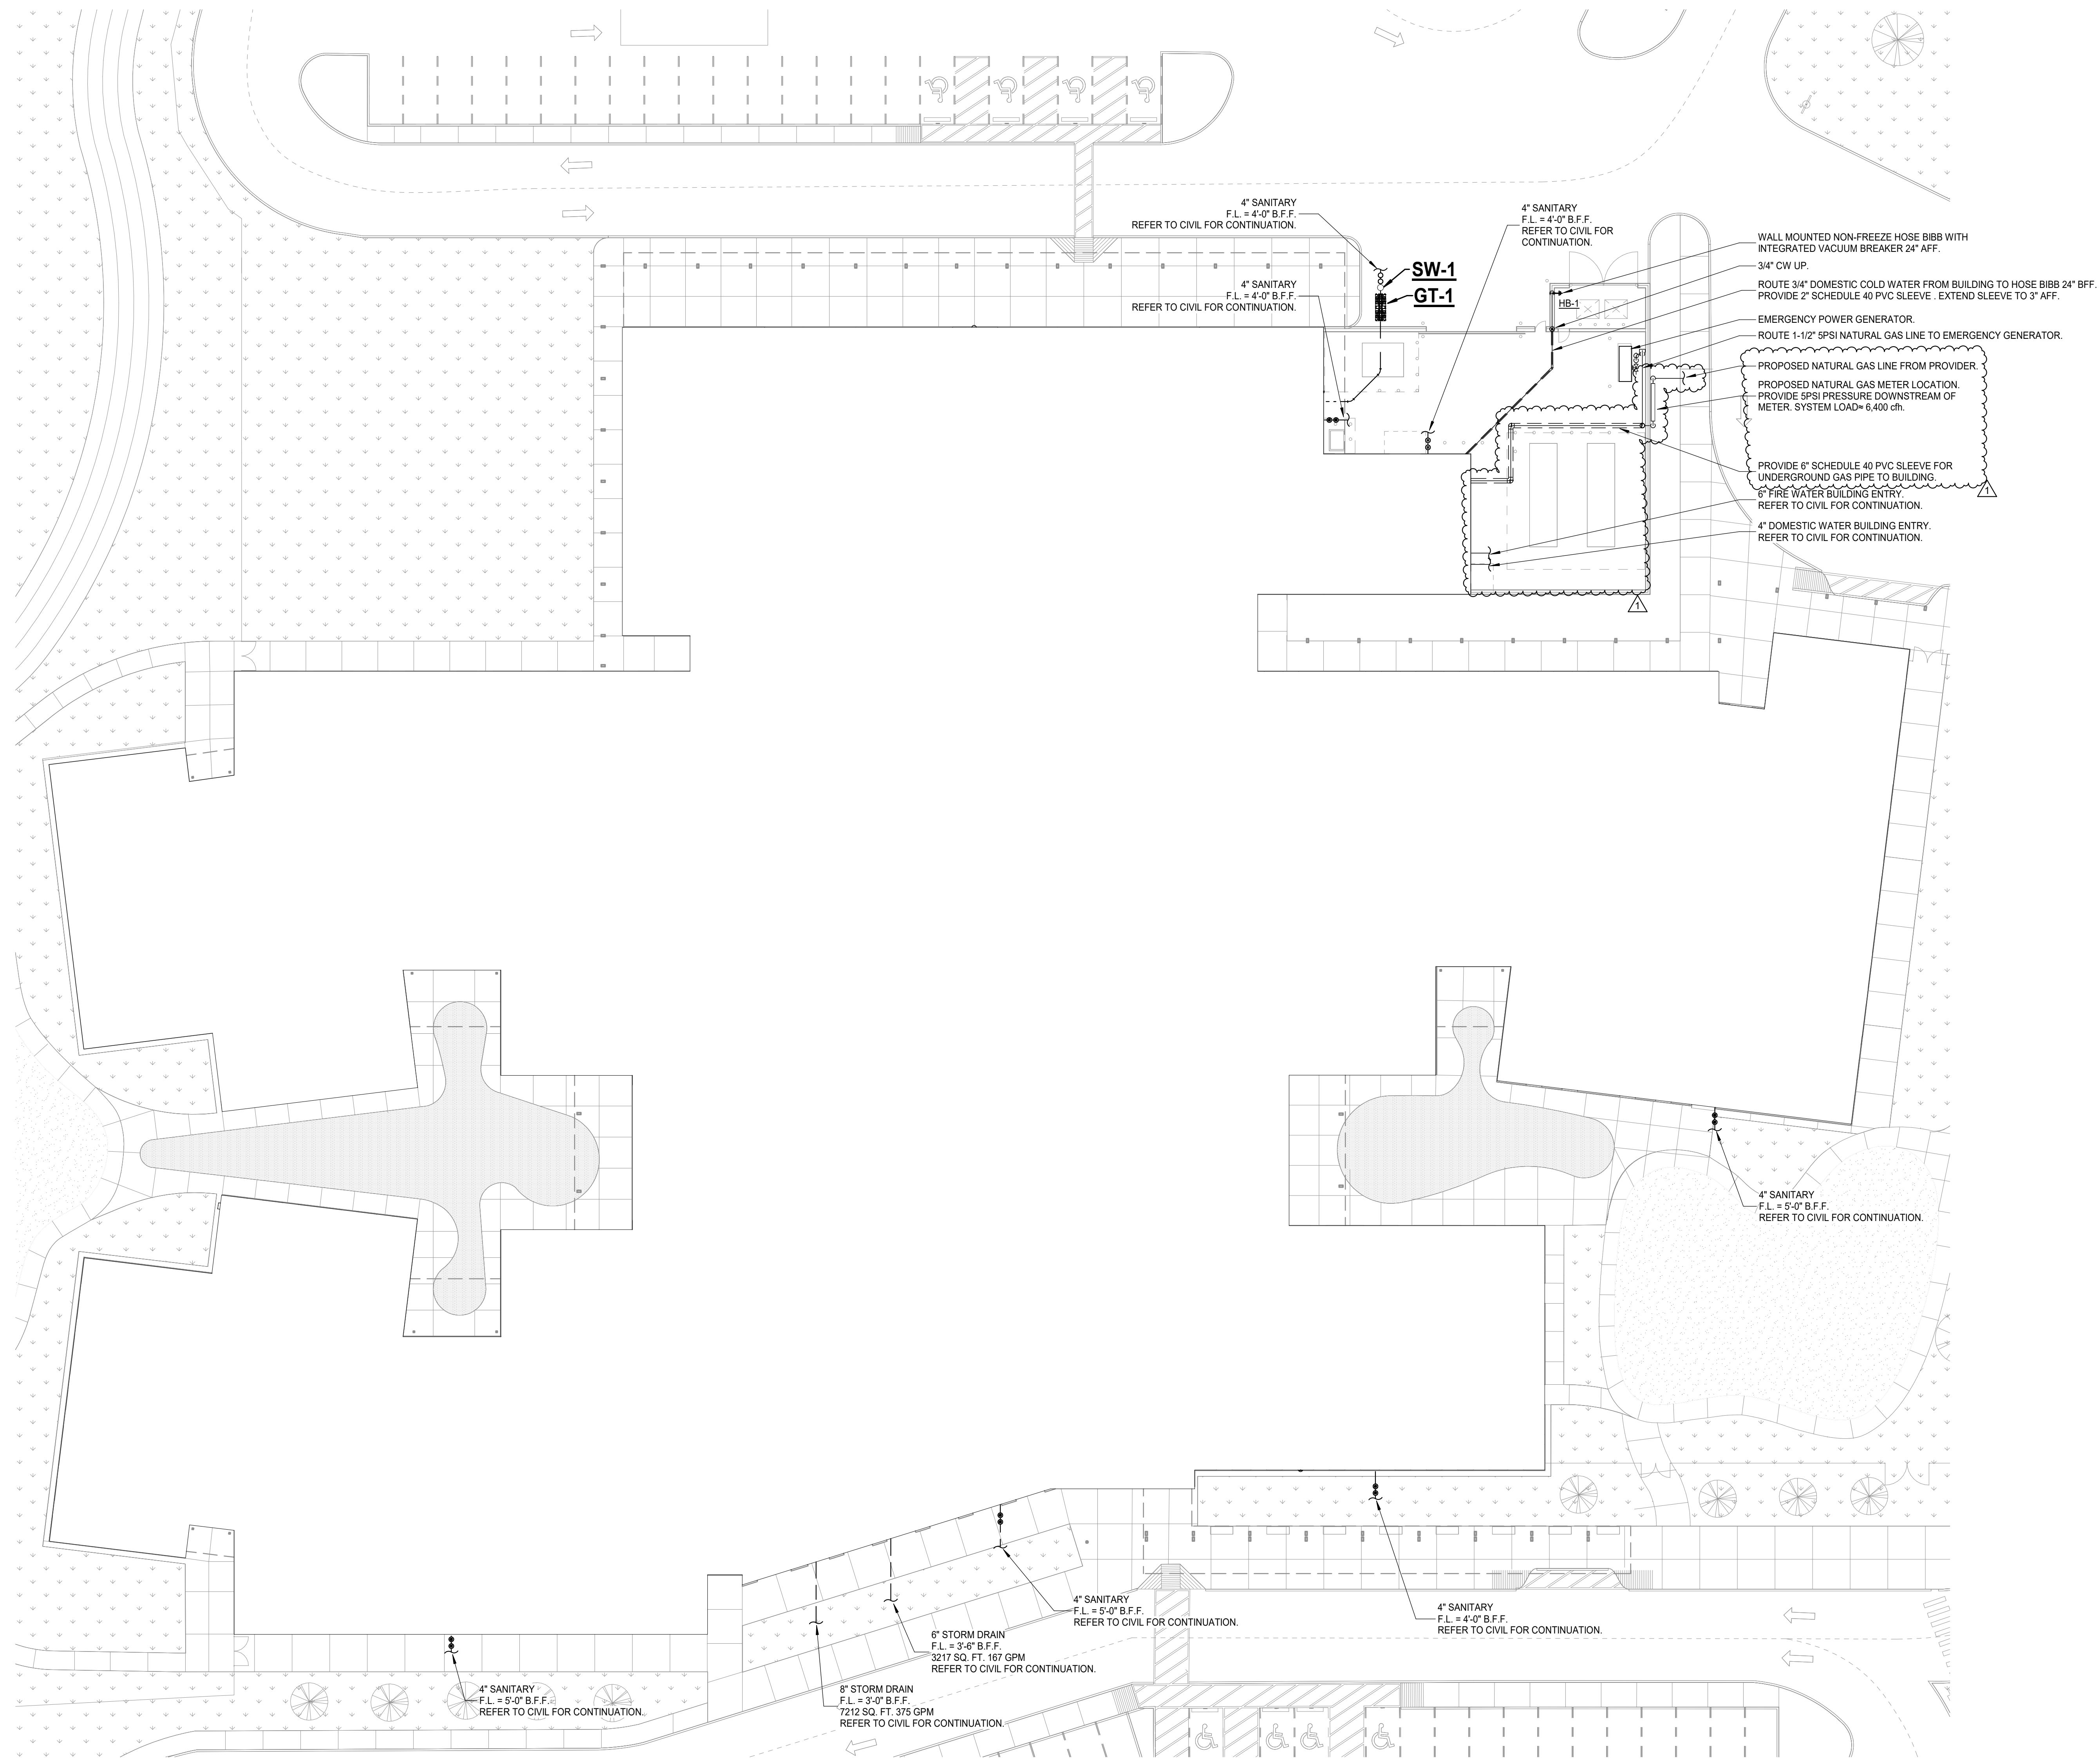 4" SANITARY
F.L. = 4'-0" B.F.F.
REFER TO CIVIL FOR CONTINUATION.
4" SANITARY
F.L. = 4'-0" B.F.F.
REFER TO CIVIL FOR
CONTINUATION.
4" SANITARY
F.L. = 4'-0" B.F.F.
REFER TO CIVIL FOR CONTINUATION.
SW-1
GT-1
HB-1
WALL MOUNTED NON-FREEZE HOSE BIBB WITH
INTEGRATED VACUUM BREAKER 24" AFF.
3/4" CW UP.
ROUTE 3/4" DOMESTIC COLD WATER FROM BUILDING TO HOSE BIBB 24" BFF.
PROVIDE 2" SCHEDULE 40 PVC SLEEVE . EXTEND SLEEVE TO 3" AFF.
EMERGENCY POWER GENERATOR.
ROUTE 1-1/2" 5PSI NATURAL GAS LINE TO EMERGENCY GENERATOR.
PROPOSED NATURAL GAS LINE FROM PROVIDER.
PROPOSED NATURAL GAS METER LOCATION.
PROVIDE 5PSI PRESSURE DOWNSTREAM OF
METER. SYSTEM LOAD≈ 6,400 cfh.
PROVIDE 6" SCHEDULE 40 PVC SLEEVE FOR
UNDERGROUND GAS PIPE TO BUILDING.
1
6" FIRE WATER BUILDING ENTRY.
REFER TO CIVIL FOR CONTINUATION.
4" DOMESTIC WATER BUILDING ENTRY.
REFER TO CIVIL FOR CONTINUATION.
1
4" SANITARY
F.L. = 5'-0" B.F.F.
REFER TO CIVIL FOR CONTINUATION.
4" SANITARY
F.L. = 5'-0" B.F.F.
REFER TO CIVIL FOR CONTINUATION.
4" SANITARY
F.L. = 4'-0" B.F.F.
REFER TO CIVIL FOR CONTINUATION.
6" STORM DRAIN
F.L. = 3'-6" B.F.F.
3217 SQ. FT. 167 GPM
REFER TO CIVIL FOR CONTINUATION.
8" STORM DRAIN
F.L. = 3'-0" B.F.F.
7212 SQ. FT. 375 GPM
REFER TO CIVIL FOR CONTINUATION.
4" SANITARY
F.L. = 5'-0" B.F.F.
REFER TO CIVIL FOR CONTINUATION.